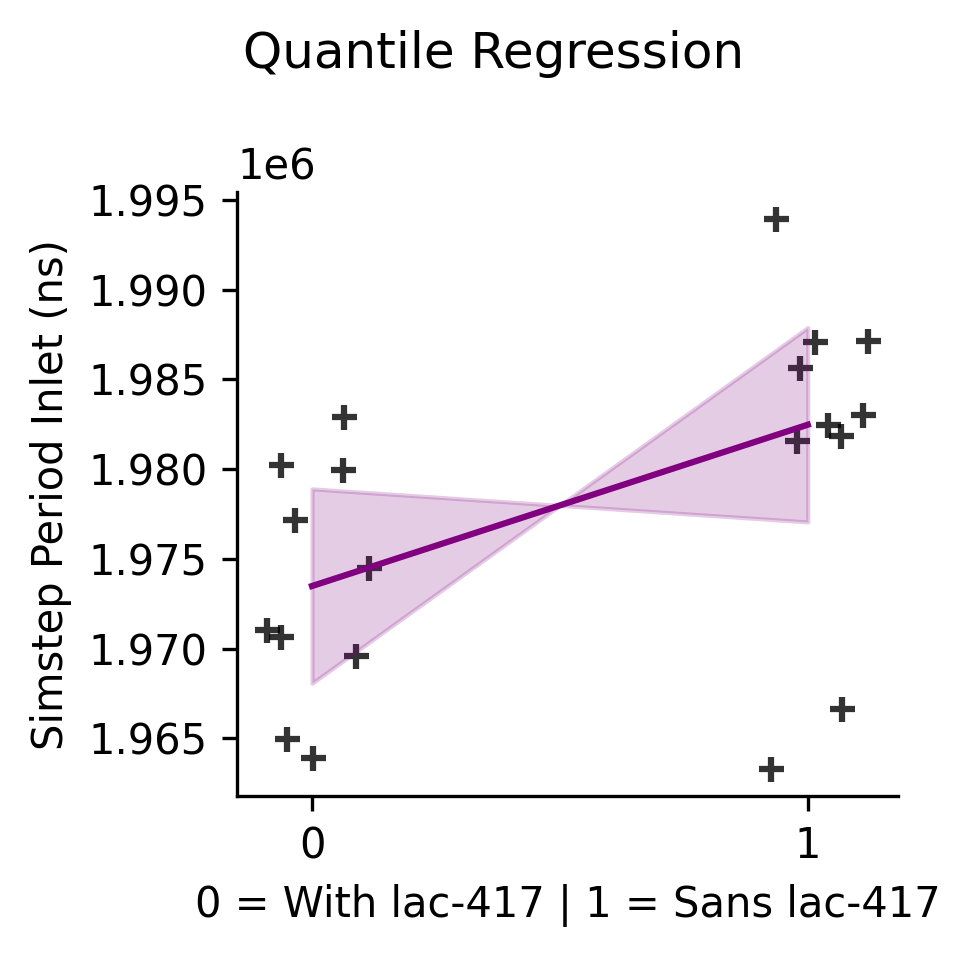 Quantile Regression
1e6
1.995
1.990
1.985
1.980
1.975
1.970
1.965
Simstep Period Inlet (ns)
0 1
0 = With lac-417 | 1 = Sans lac-417